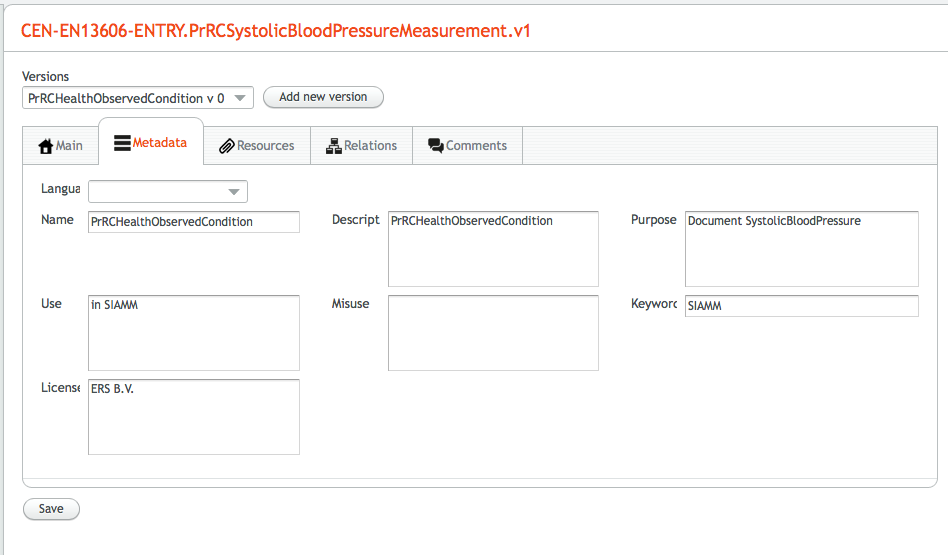 CEN-EN13606-ENTRY.PrRCSystolicBloodPressureMeasurement.v1
Versions
PrRCHealthObservedCondition v 0 Add new version
Main Metadata Resources Relations Comments
Langua
Name PrRCHealthObservedCondition Descript PrRCHealthObservedCondition Purpose Document SystolicBloodPressure
Use in SIAMM Misuse Keyword SIAMM
License ERS B.V.
Save